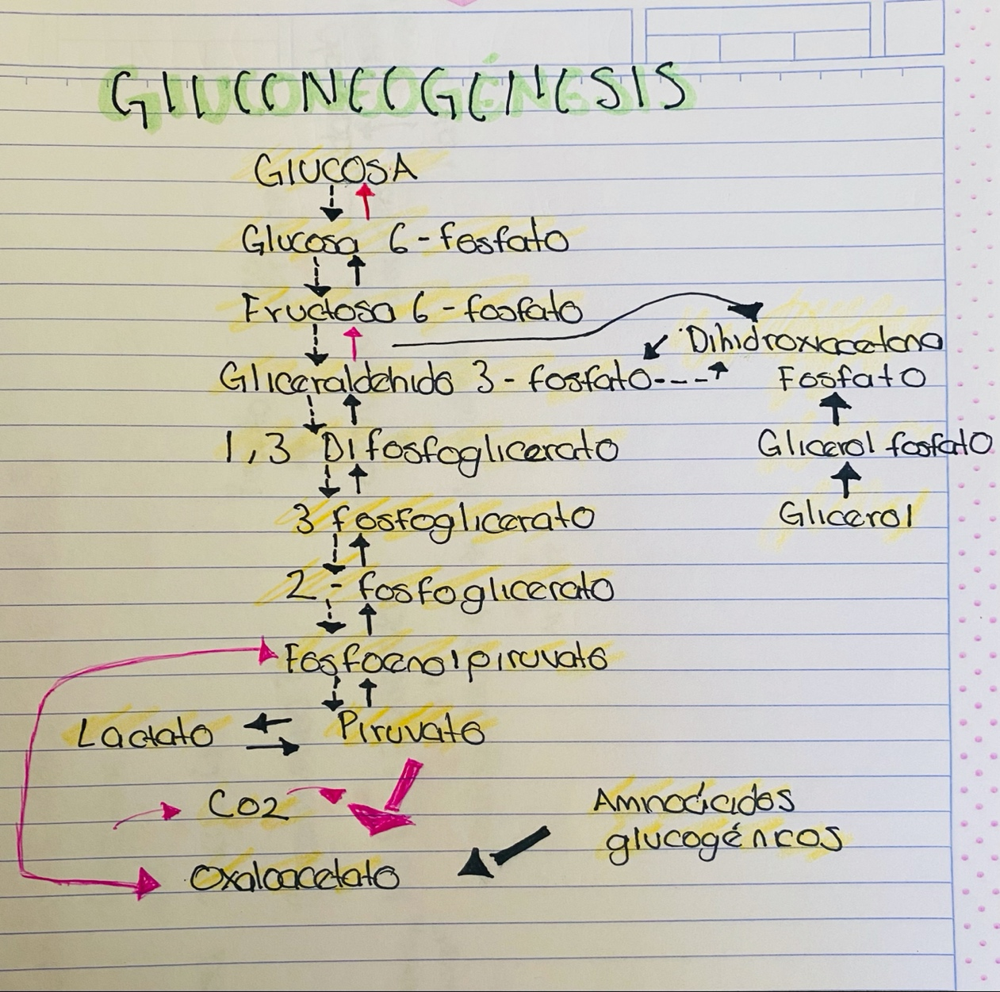 GLUCONEOGÉNESIS
GlUCOSA
Glucosa 6-fosfato
Fructosa 6-fosfato
Dihidroxiacetona
Gliceraldehido 3-fosfato
Fosfato
1,3 Difosfoglicerato
Glicerol fosfato
3 fosfoglicerato
Glicerol
2-fosfoglicerato
Fosfoenolpiruvato
Lactato
Piruvato
CO2
Aminoácidos
glucogénicos
Oxaloacetato